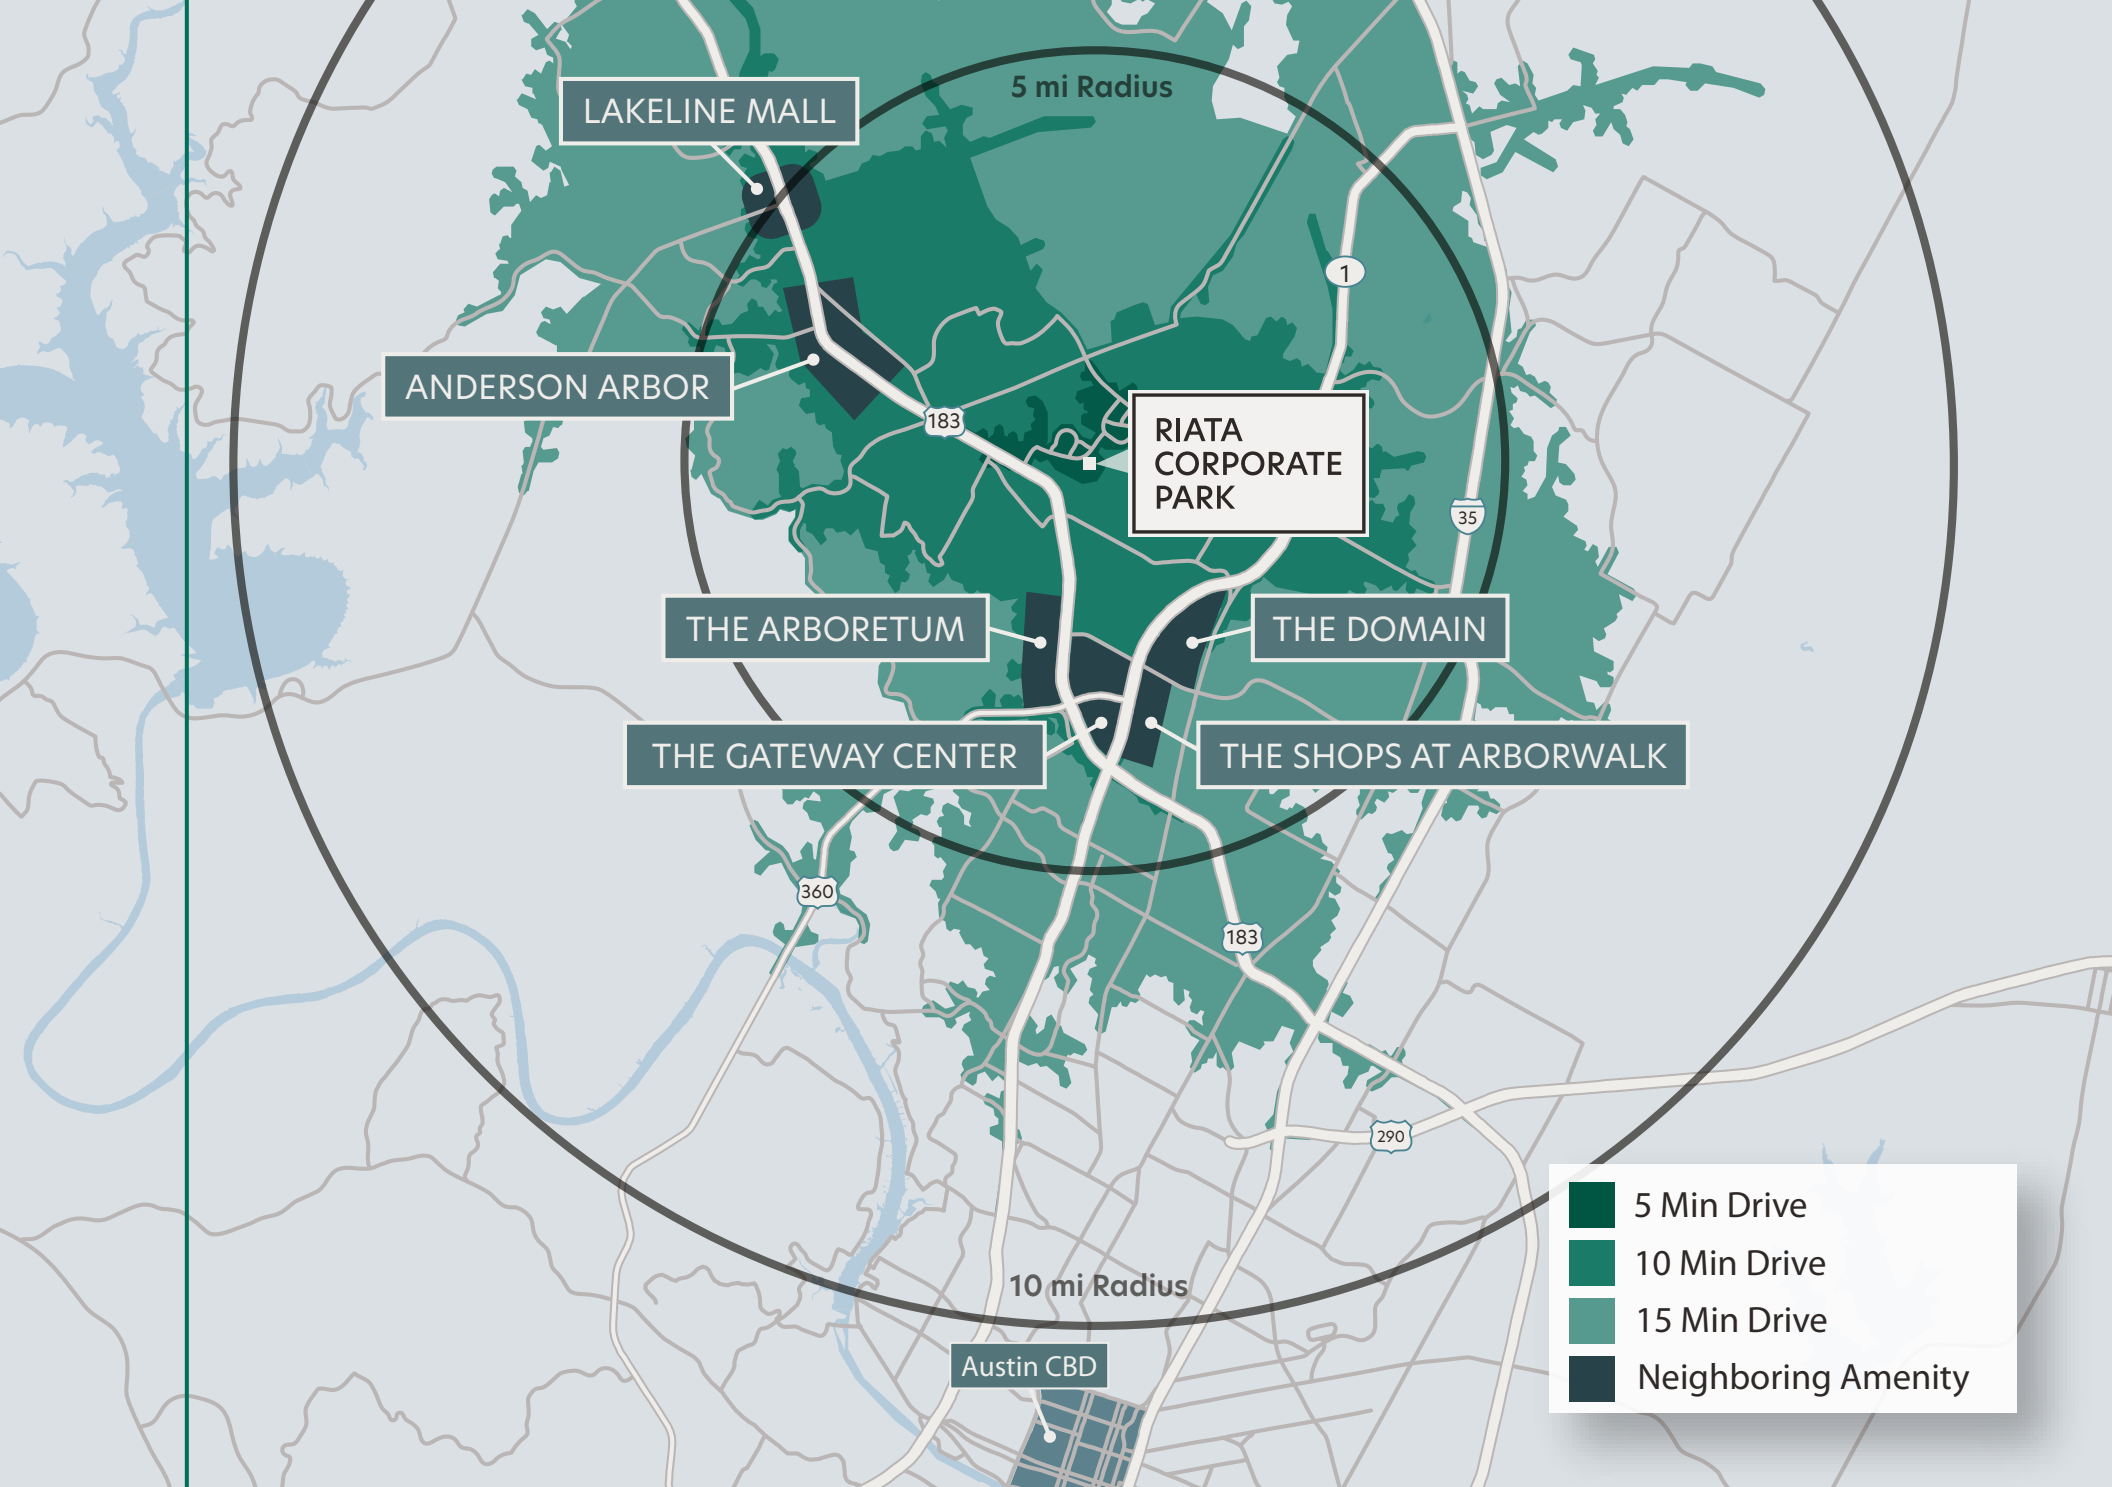 5 mi Radius
LAKELINE MALL
1
ANDERSON ARBOR
183
RIATA
CORPORATE
PARK
35
THE ARBORETUM
THE DOMAIN
THE GATEWAY CENTER
THE SHOPS AT ARBORWALK
360
183
290
5 Min Drive
10 Min Drive
15 Min Drive
Neighboring Amenity
10 mi Radius
Austin CBD